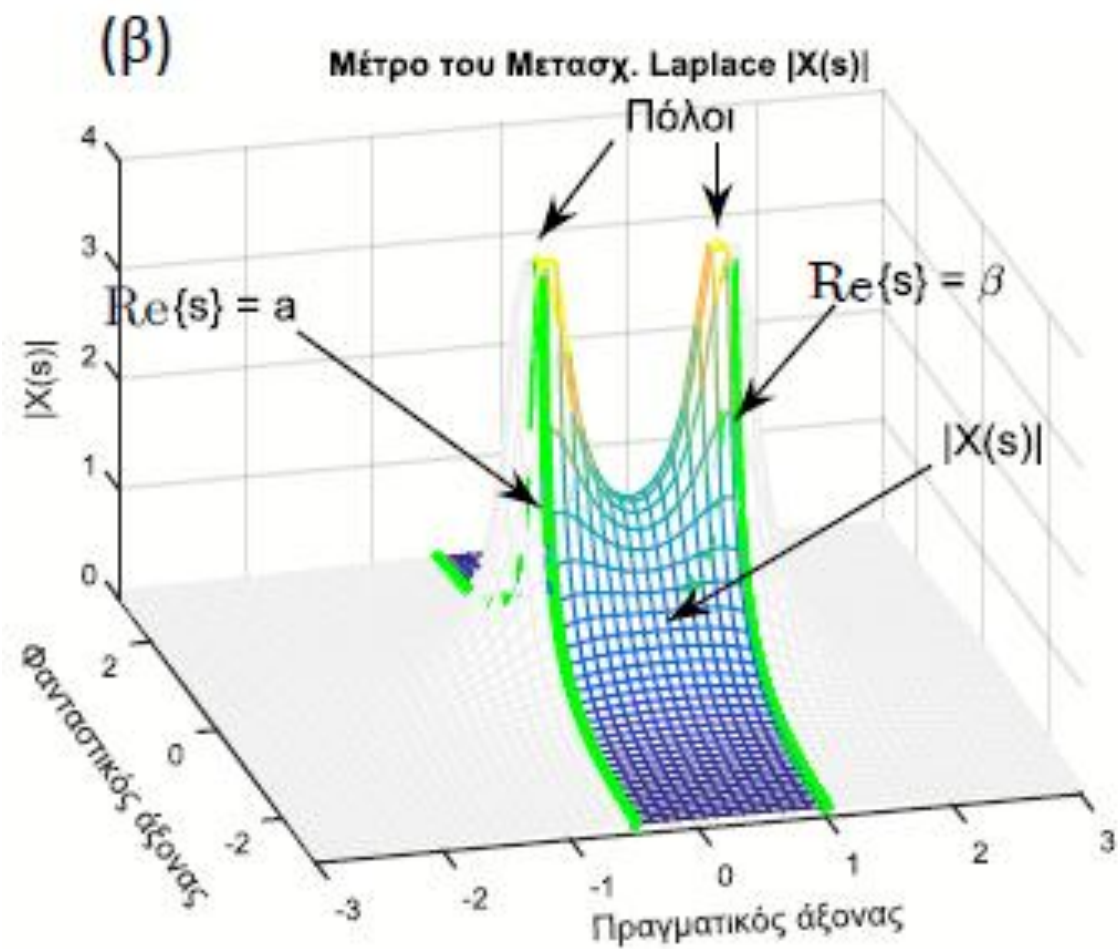 (β)
Μέτρο του Μετασχ. Laplace |X(s)|
Πόλοι
4
3
2
1
0
Re{s} = a
Re{s} = β
|X(s)|
|X(s)|
2
0
-2
Φανταστικός άξονας
-3
-2
-1
0
1
2
3
Πραγματικός άξονας